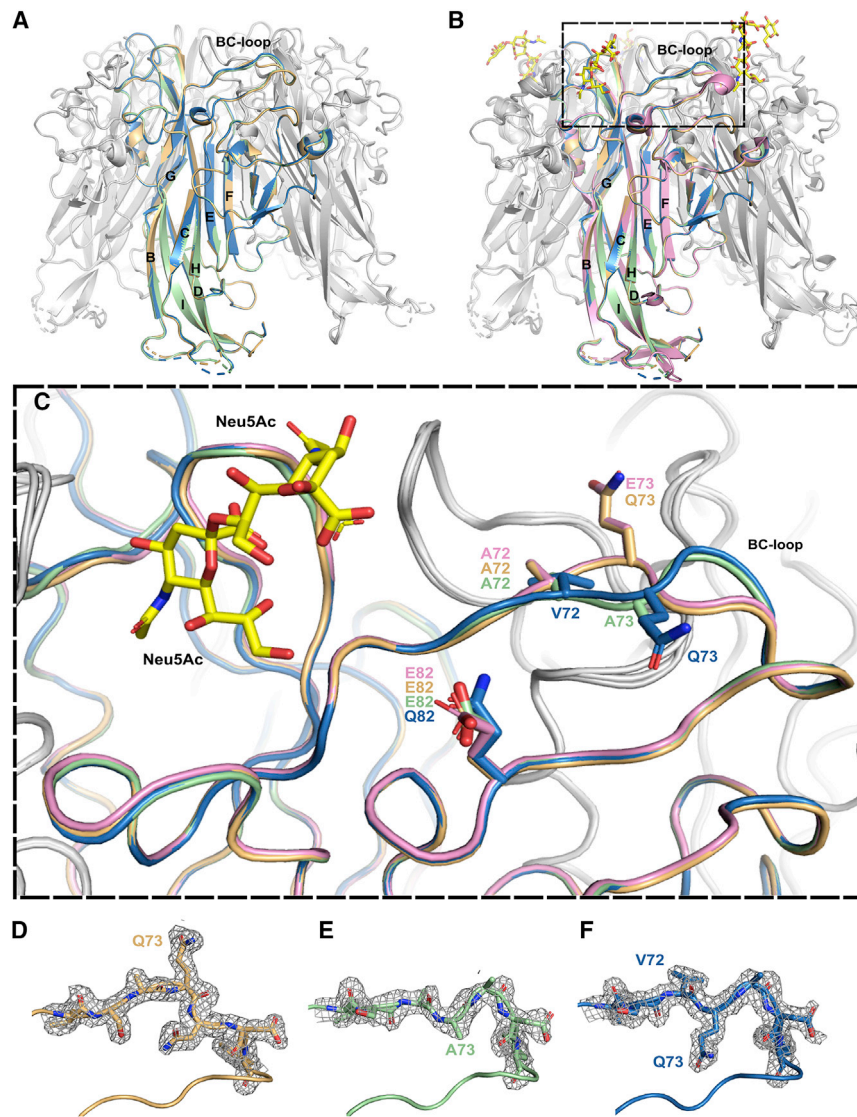 A
BC-loop
G
F
E
C
B
H
D
I
B
BC-loop
G
F
E
C
B
H
D
I
C
Neu5Ac
Neu5Ac
E73
Q73
A72
A72
A72
BC-loop
V72
A73
Q73
E82
E82
E82
Q82
D
Q73
E
A73
F
V72
Q73